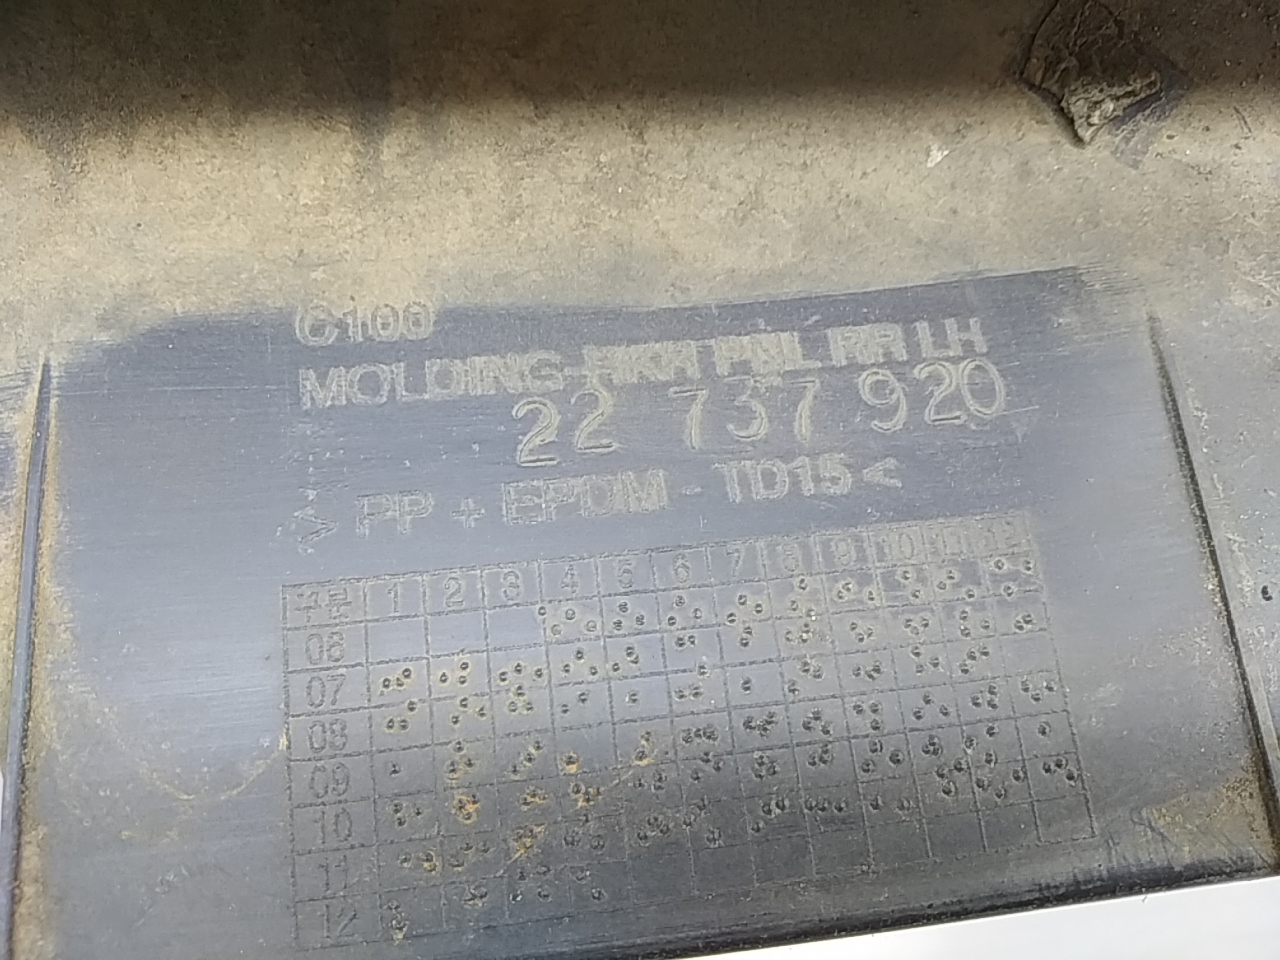 C100
MOLDING-RKR PNL RR LH
22 737 920
> PP + EPDM - TD15 <
구분 1 2 3 4 5 6 7 8 9 10 11 12
06
07
08
09
10
11
12